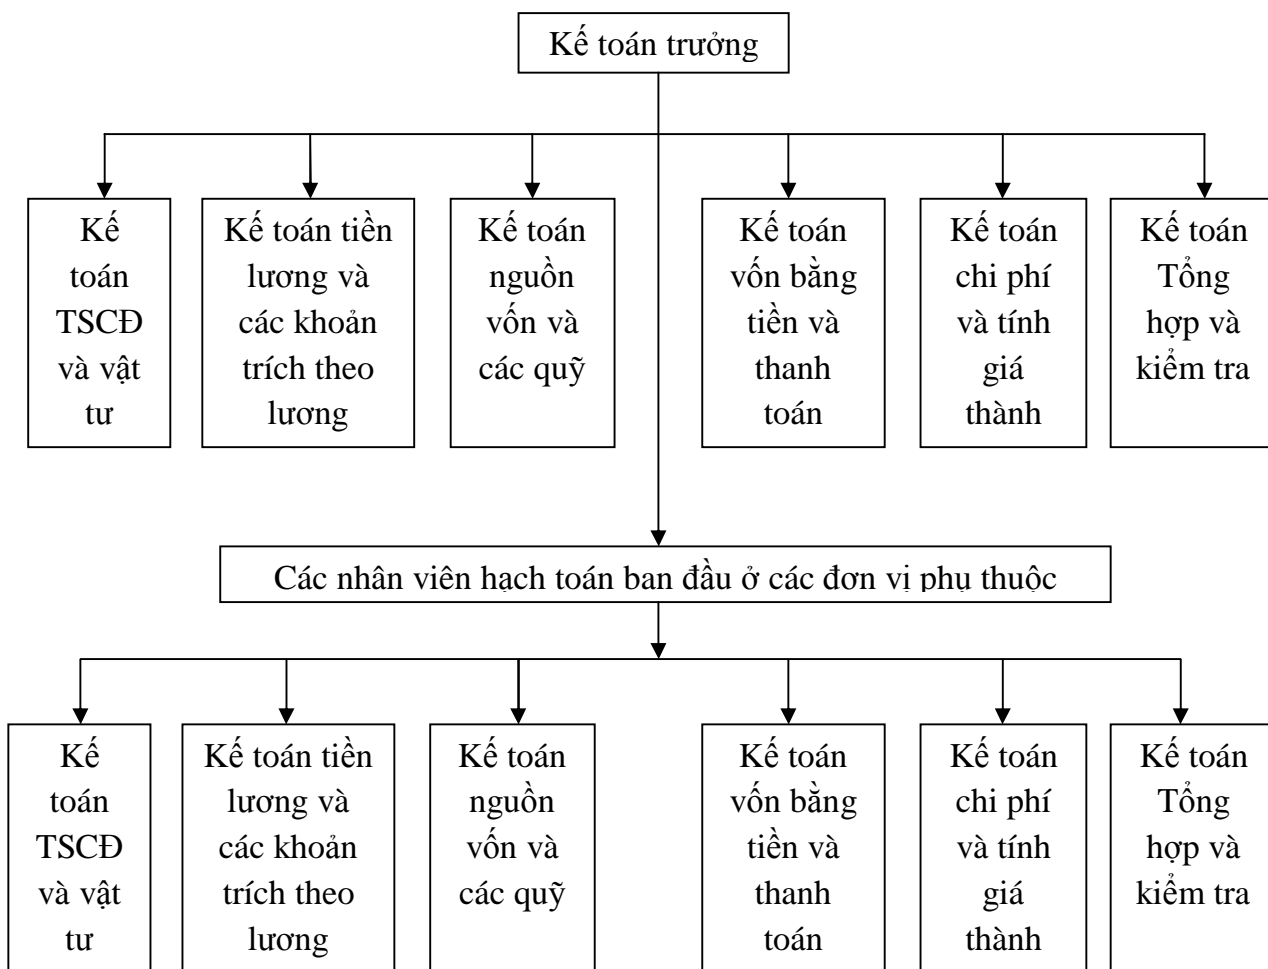 Kế toán trưởng
Kế
toán
TSCĐ
và vật
tư
Kế toán tiền
lương và
các khoản
trích theo
lương
Kế toán
nguồn
vốn và
các quỹ
Kế toán
vốn bằng
tiền và
thanh
toán
Kế toán
chi phí
và tính
giá
thành
Kế toán
Tổng
hợp và
kiểm tra
Các nhân viên hạch toán ban đầu ở các đơn vị phụ thuộc
Kế
toán
TSCĐ
và vật
tư
Kế toán tiền
lương và
các khoản
trích theo
lương
Kế toán
nguồn
vốn và
các quỹ
Kế toán
vốn bằng
tiền và
thanh
toán
Kế toán
chi phí
và tính
giá
thành
Kế toán
Tổng
hợp và
kiểm tra